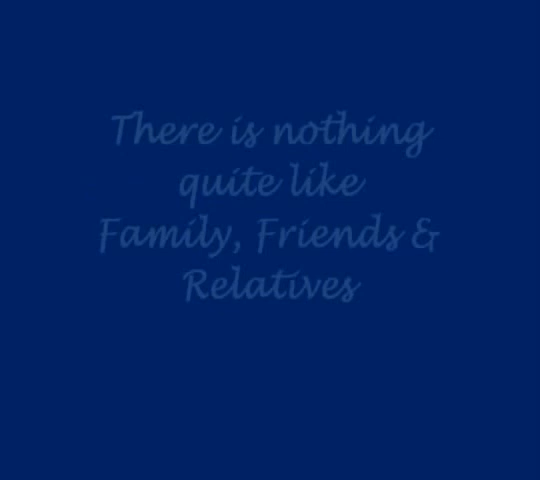 There is nothing
quite like
Family, Friends &
Relatives